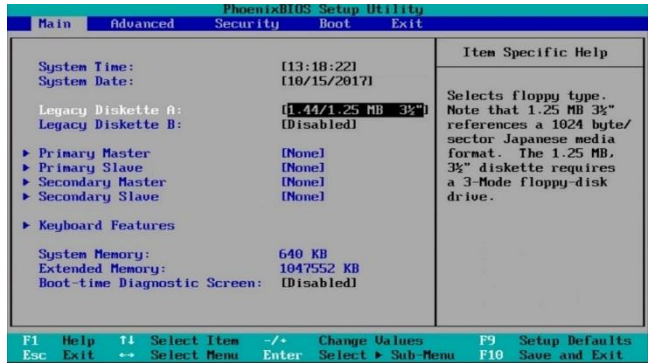 PhoenixBIOS Setup Utility
Main Advanced Security Boot Exit
Item Specific Help
System Time: [13:18:22]
System Date: [10/15/2017]
Legacy Diskette A: [1.44/1.25 MB 3½"]
Legacy Diskette B: [Disabled]
▶ Primary Master [None]
▶ Primary Slave [None]
▶ Secondary Master [None]
▶ Secondary Slave [None]
▶ Keyboard Features
System Memory: 640 KB
Extended Memory: 1047552 KB
Boot-time Diagnostic Screen: [Disabled]
Selects floppy type.
Note that 1.25 MB 3½"
references a 1024 byte/
sector Japanese media
format. The 1.25 MB,
3½" diskette requires
a 3-Mode floppy-disk
drive.
F1 Help ↑↓ Select Item -/+ Change Values F9 Setup Defaults
Esc Exit ↔ Select Menu Enter Select ▶ Sub-Menu F10 Save and Exit